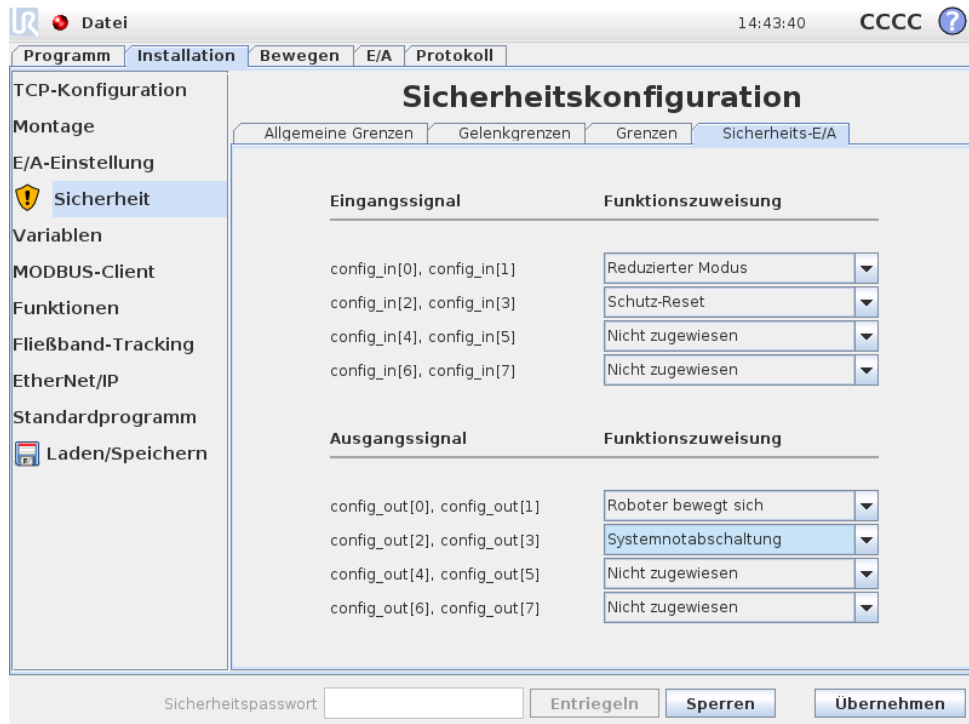 UR Datei 14:43:40 CCCC ?
Programm Installation Bewegen E/A Protokoll
TCP-Konfiguration
Montage
E/A-Einstellung
Sicherheit
Variablen
MODBUS-Client
Funktionen
Fließband-Tracking
EtherNet/IP
Standardprogramm
Laden/Speichern
Sicherheitskonfiguration
Allgemeine Grenzen Gelenkgrenzen Grenzen Sicherheits-E/A
Eingangssignal Funktionszuweisung
config_in[0], config_in[1] Reduzierter Modus
config_in[2], config_in[3] Schutz-Reset
config_in[4], config_in[5] Nicht zugewiesen
config_in[6], config_in[7] Nicht zugewiesen
Ausgangssignal Funktionszuweisung
config_out[0], config_out[1] Roboter bewegt sich
config_out[2], config_out[3] Systemnotabschaltung
config_out[4], config_out[5] Nicht zugewiesen
config_out[6], config_out[7] Nicht zugewiesen
Sicherheitspasswort Entriegeln Sperren Übernehmen